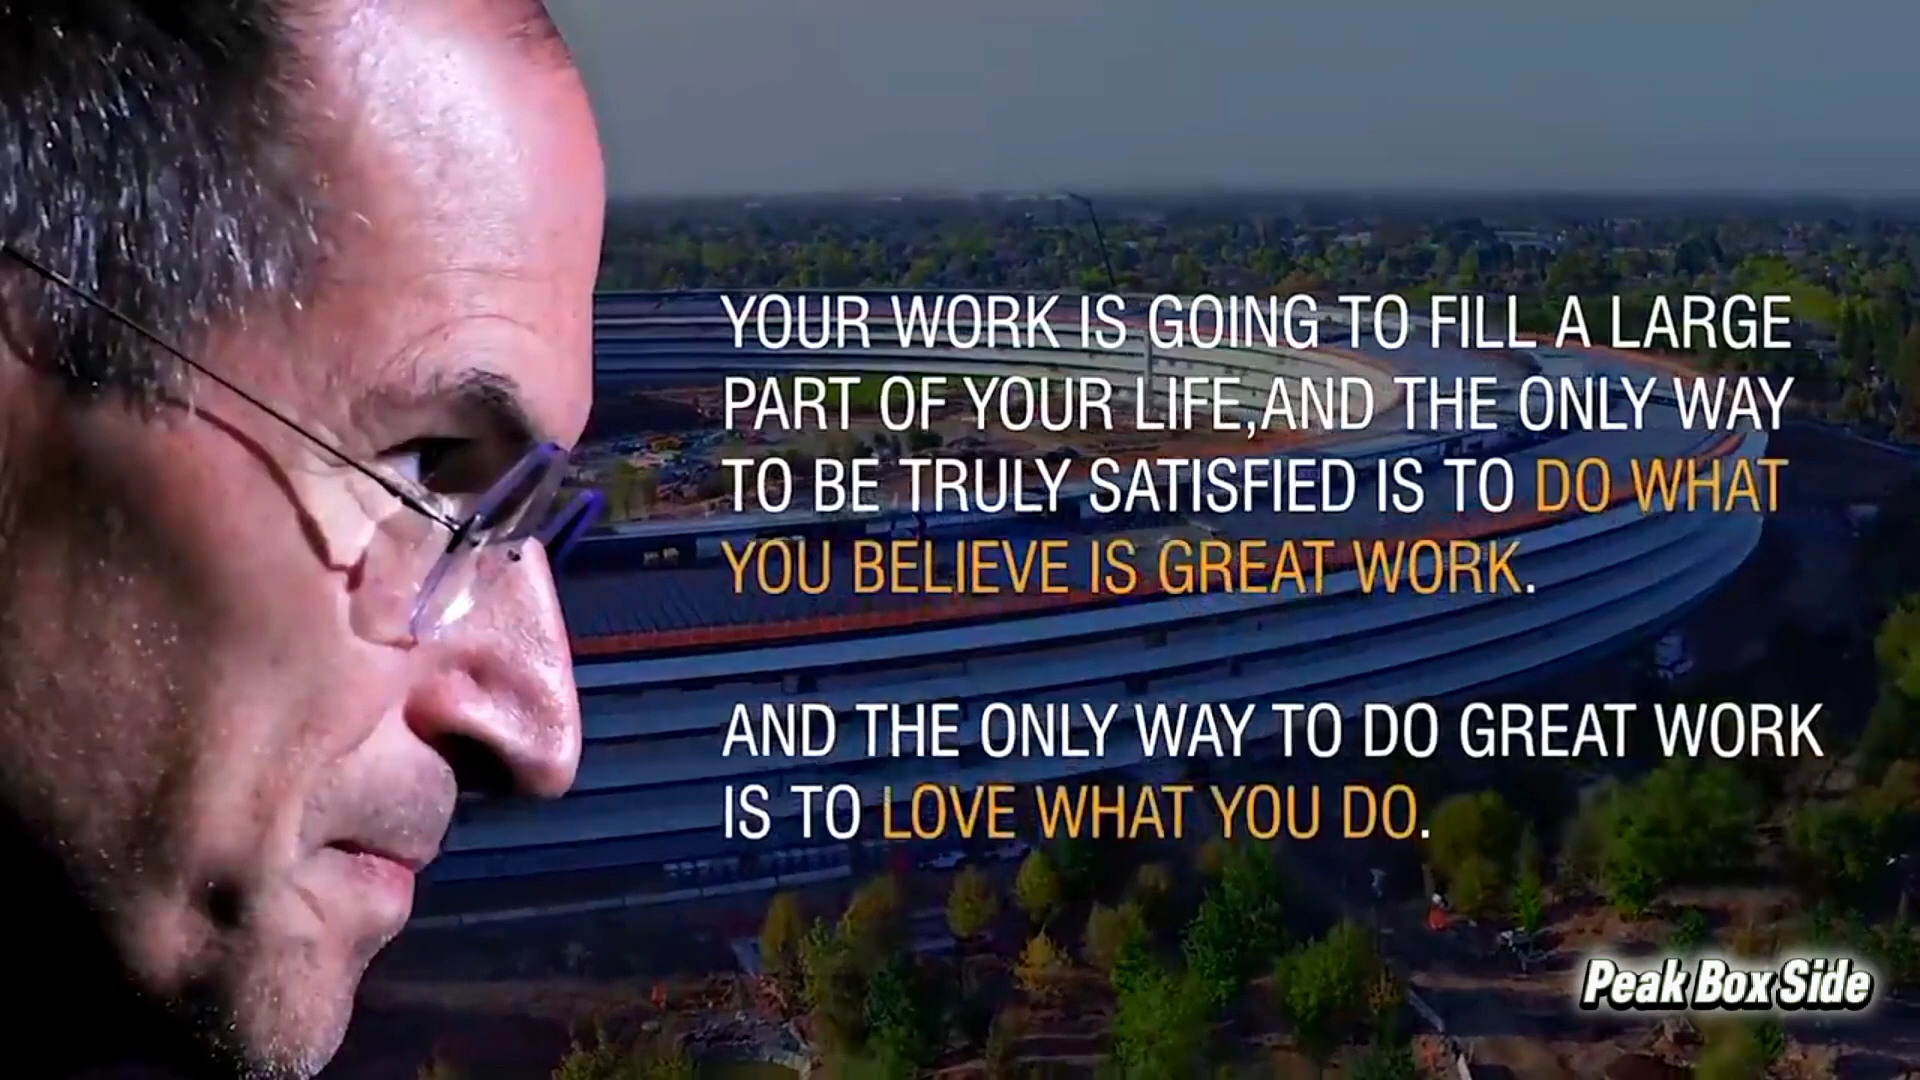 YOUR WORK IS GOING TO FILL A LARGE
PART OF YOUR LIFE,AND THE ONLY WAY
TO BE TRULY SATISFIED IS TO DO WHAT
YOU BELIEVE IS GREAT WORK.
AND THE ONLY WAY TO DO GREAT WORK
IS TO LOVE WHAT YOU DO.
Peak Box Side